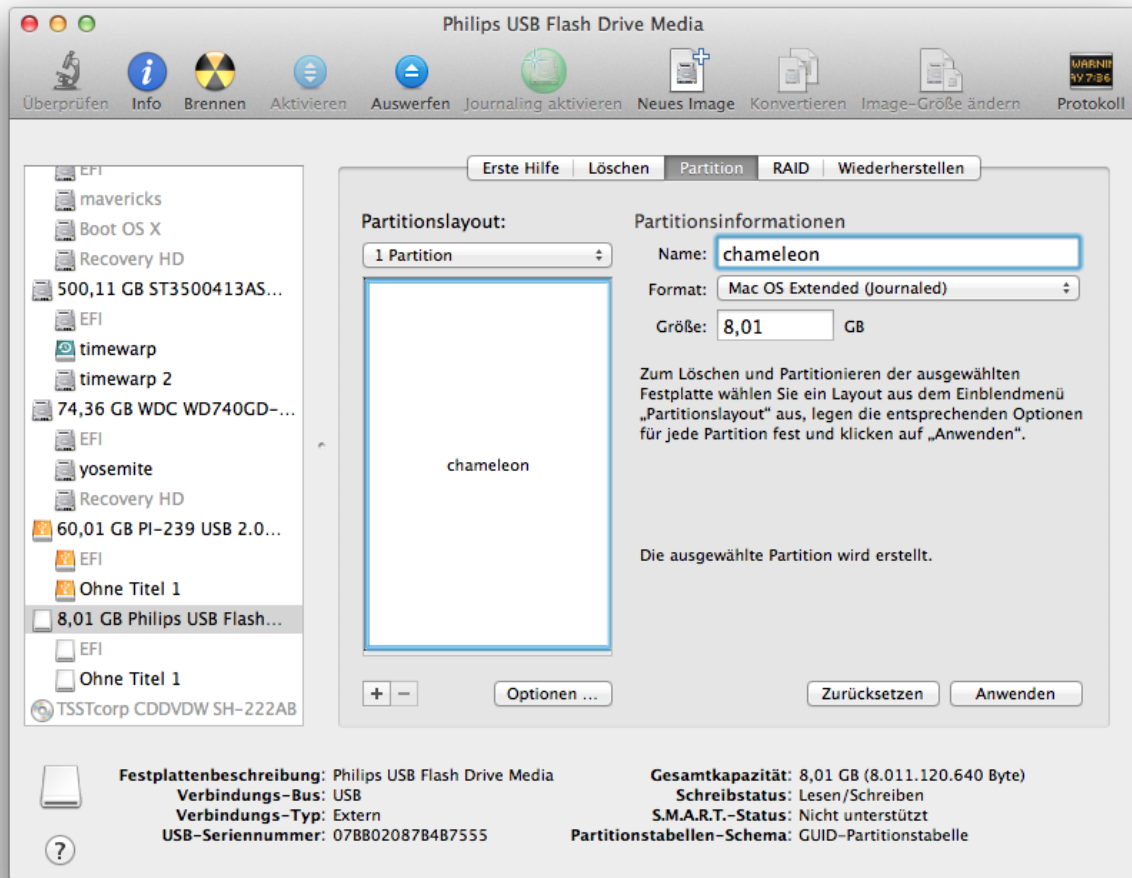 Philips USB Flash Drive Media
Überprüfen Info Brennen Aktivieren Auswerfen Journaling aktivieren Neues Image Konvertieren Image-Größe ändern Protokoll
WARNIN
AY 7:86
Erste Hilfe Löschen Partition RAID Wiederherstellen
EFI
mavericks
Boot OS X
Recovery HD
500,11 GB ST3500413AS...
EFI
timewarp
timewarp 2
74,36 GB WDC WD740GD-...
EFI
yosemite
Recovery HD
60,01 GB PI-239 USB 2.0...
EFI
Ohne Titel 1
8,01 GB Philips USB Flash...
EFI
Ohne Titel 1
TSSTcorp CDDVDW SH-222AB
Partitionslayout:
1 Partition
chameleon
+ −
Optionen ...
Partitionsinformationen
Name: chameleon
Format: Mac OS Extended (Journaled)
Größe: 8,01 GB
Zum Löschen und Partitionieren der ausgewählten
Festplatte wählen Sie ein Layout aus dem Einblendmenü
„Partitionslayout“ aus, legen die entsprechenden Optionen
für jede Partition fest und klicken auf „Anwenden“.
Die ausgewählte Partition wird erstellt.
Zurücksetzen Anwenden
Festplattenbeschreibung: Philips USB Flash Drive Media
Verbindungs-Bus: USB
Verbindungs-Typ: Extern
USB-Seriennummer: 07BB02087B4B7555
Gesamtkapazität: 8,01 GB (8.011.120.640 Byte)
Schreibstatus: Lesen/Schreiben
S.M.A.R.T.-Status: Nicht unterstützt
Partitionstabellen-Schema: GUID-Partitionstabelle
?